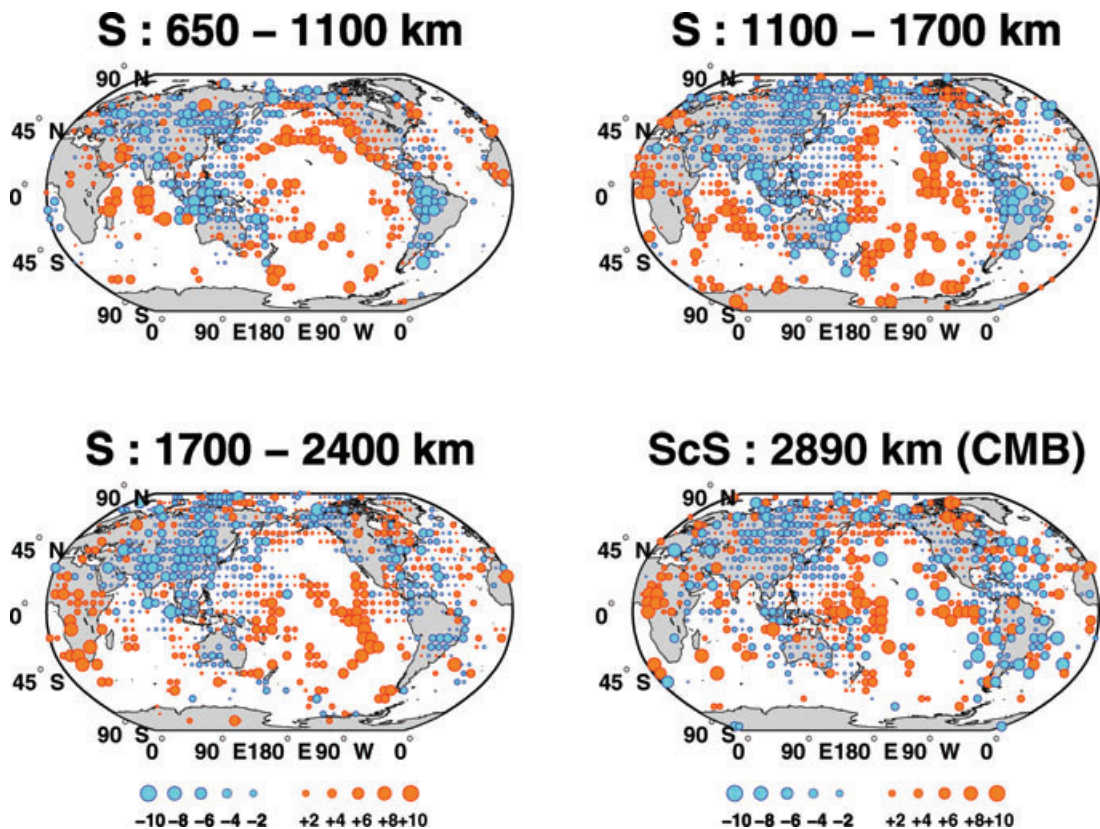 S : 650 – 1100 km
S : 1100 – 1700 km
90° N
45° N
0
45° S
90° S
0° 90° E180° E90° W 0°
90° N
45° N
0
45° S
90° S
0° 90° E180° E90° W 0°
S : 1700 – 2400 km
ScS : 2890 km (CMB)
90° N
45° N
0
45° S
90° S
0° 90° E180° E90° W 0°
90° N
45° N
0
45° S
90° S
0° 90° E180° E90° W 0°
−10 −8 −6 −4 −2 +2 +4 +6 +8 +10
−10 −8 −6 −4 −2 +2 +4 +6 +8 +10